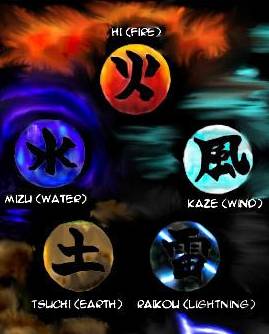 HI (FIRE)
火
水
風
MIZU (WATER)
KAZE (WIND)
土
雷
TSUCHI (EARTH)
RAIKOU (LIGHTNING)